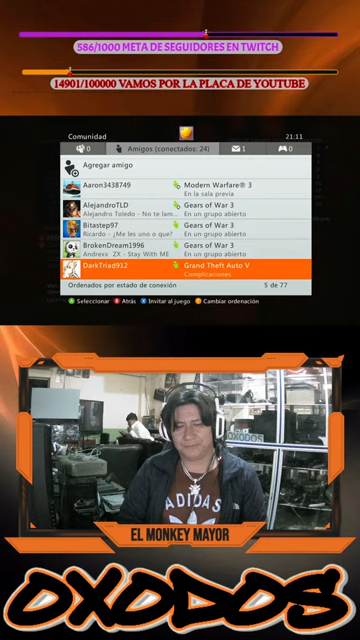 586/1000 META DE SEGUIDORES EN TWITCH
14901/100000 VAMOS POR LA PLACA DE YOUTUBE
Comunidad 21:11
0 Amigos (conectados: 24) 1 0
Agregar amigo
Aaron3438749 Modern Warfare® 3
En la sala previa
AlejandroTLD Gears of War 3
Alejandro Toledo - No te lam... En un grupo abierto
Bitastep97 Gears of War 3
Ricardo - ¿Me lees uno o que? En un grupo abierto
BrokenDream1996 Gears of War 3
Andrexx ZX - Stay With ME En un grupo abierto
DarkTriad912 Grand Theft Auto V
Complicaciones
Ordenados por estado de conexión 5 de 77
A Seleccionar B Atrás X Invitar al juego Y Cambiar ordenación
OXODOS
ADIDAS
EL MONKEY MAYOR
OXODOS